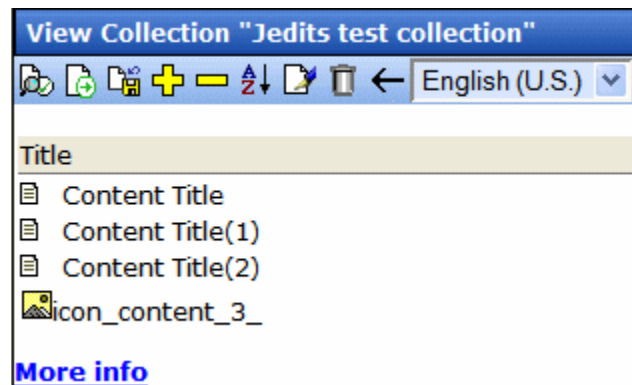 View Collection "Jedits test collection"
A Z English (U.S.)
Title
Content Title
Content Title(1)
Content Title(2)
icon_content_3_
More info